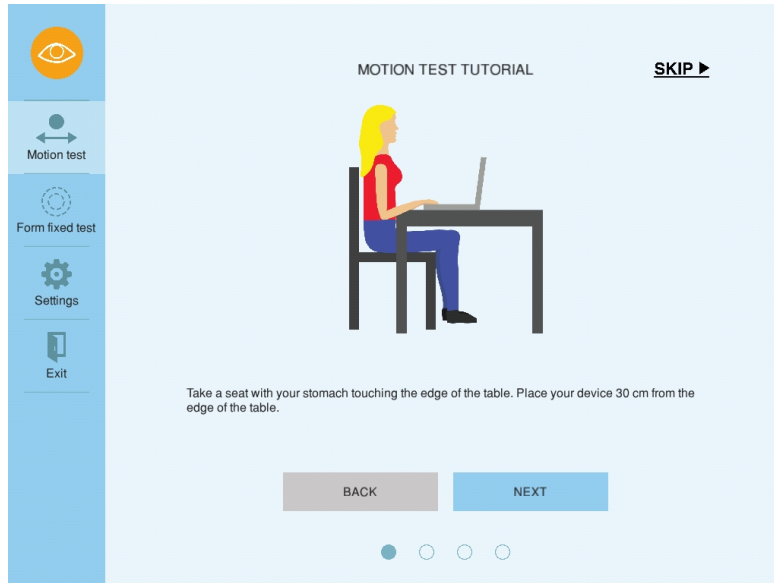 MOTION TEST TUTORIAL
SKIP
Motion test
Form fixed test
Settings
Exit
Take a seat with your stomach touching the edge of the table. Place your device 30 cm from the
edge of the table.
BACK
NEXT